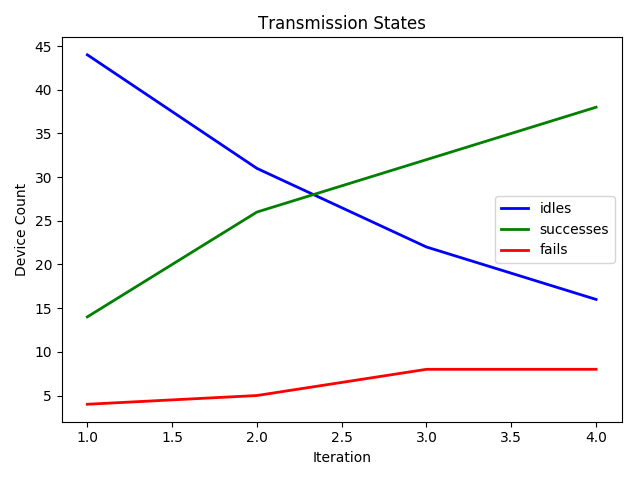 Transmission States
45
40
35
30
25
20
15
10
5
Device Count
idles
successes
fails
1.0 1.5 2.0 2.5 3.0 3.5 4.0
Iteration